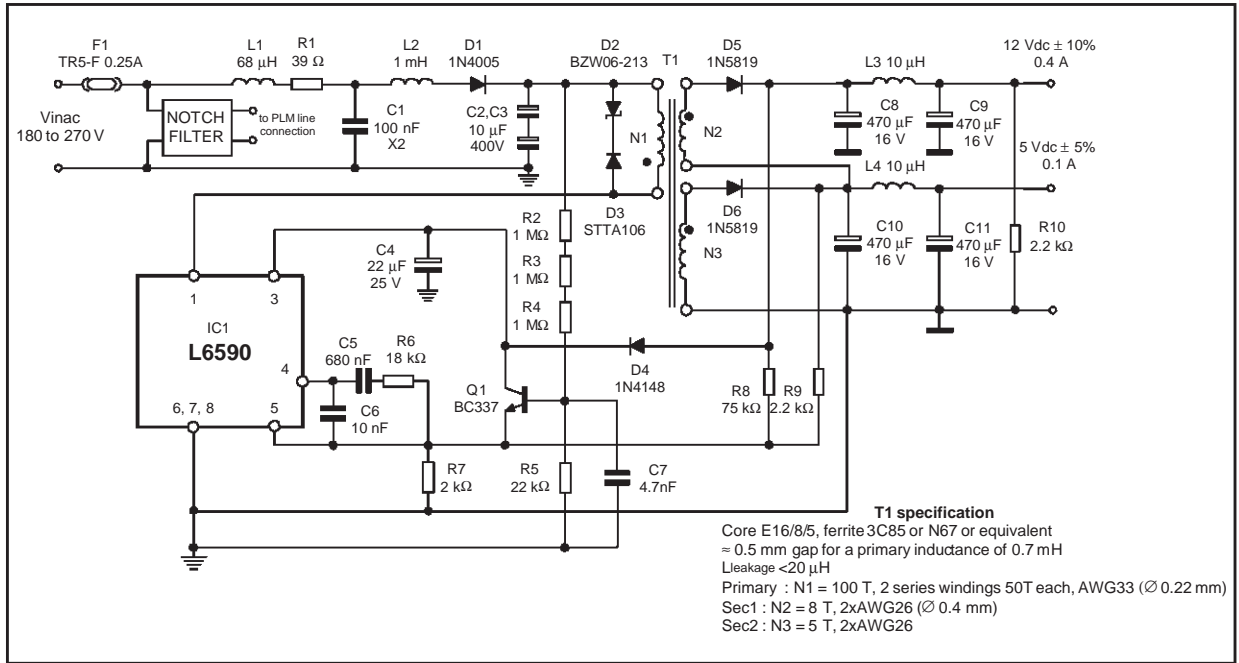 F1
TR5-F 0.25A
L1
68 µH
R1
39 Ω
L2
1 mH
D1
1N4005
D2
BZW06-213
T1
D5
1N5819
L3 10 µH
12 Vdc ± 10%
0.4 A
Vinac
180 to 270 V
NOTCH
FILTER
to PLM line
connection
C1
100 nF
X2
C2,C3
10 µF
400V
N1
N2
C8
470 µF
16 V
C9
470 µF
16 V
5 Vdc ± 5%
0.1 A
L4 10 µH
D3
STTA106
D6
1N5819
N3
C10
470 µF
16 V
C11
470 µF
16 V
R10
2.2 kΩ
R2
1 MΩ
R3
1 MΩ
R4
1 MΩ
C4
22 µF
25 V
1
3
IC1
L6590
4
6, 7, 8
5
C5
680 nF
R6
18 kΩ
C6
10 nF
Q1
BC337
D4
1N4148
R8
75 kΩ
R9
2.2 kΩ
R7
2 kΩ
R5
22 kΩ
C7
4.7nF
T1 specification
Core E16/8/5, ferrite 3C85 or N67 or equivalent
≈ 0.5 mm gap for a primary inductance of 0.7 mH
Lleakage <20 µH
Primary : N1 = 100 T, 2 series windings 50T each, AWG33 (∅ 0.22 mm)
Sec1 : N2 = 8 T, 2xAWG26 (∅ 0.4 mm)
Sec2 : N3 = 5 T, 2xAWG26